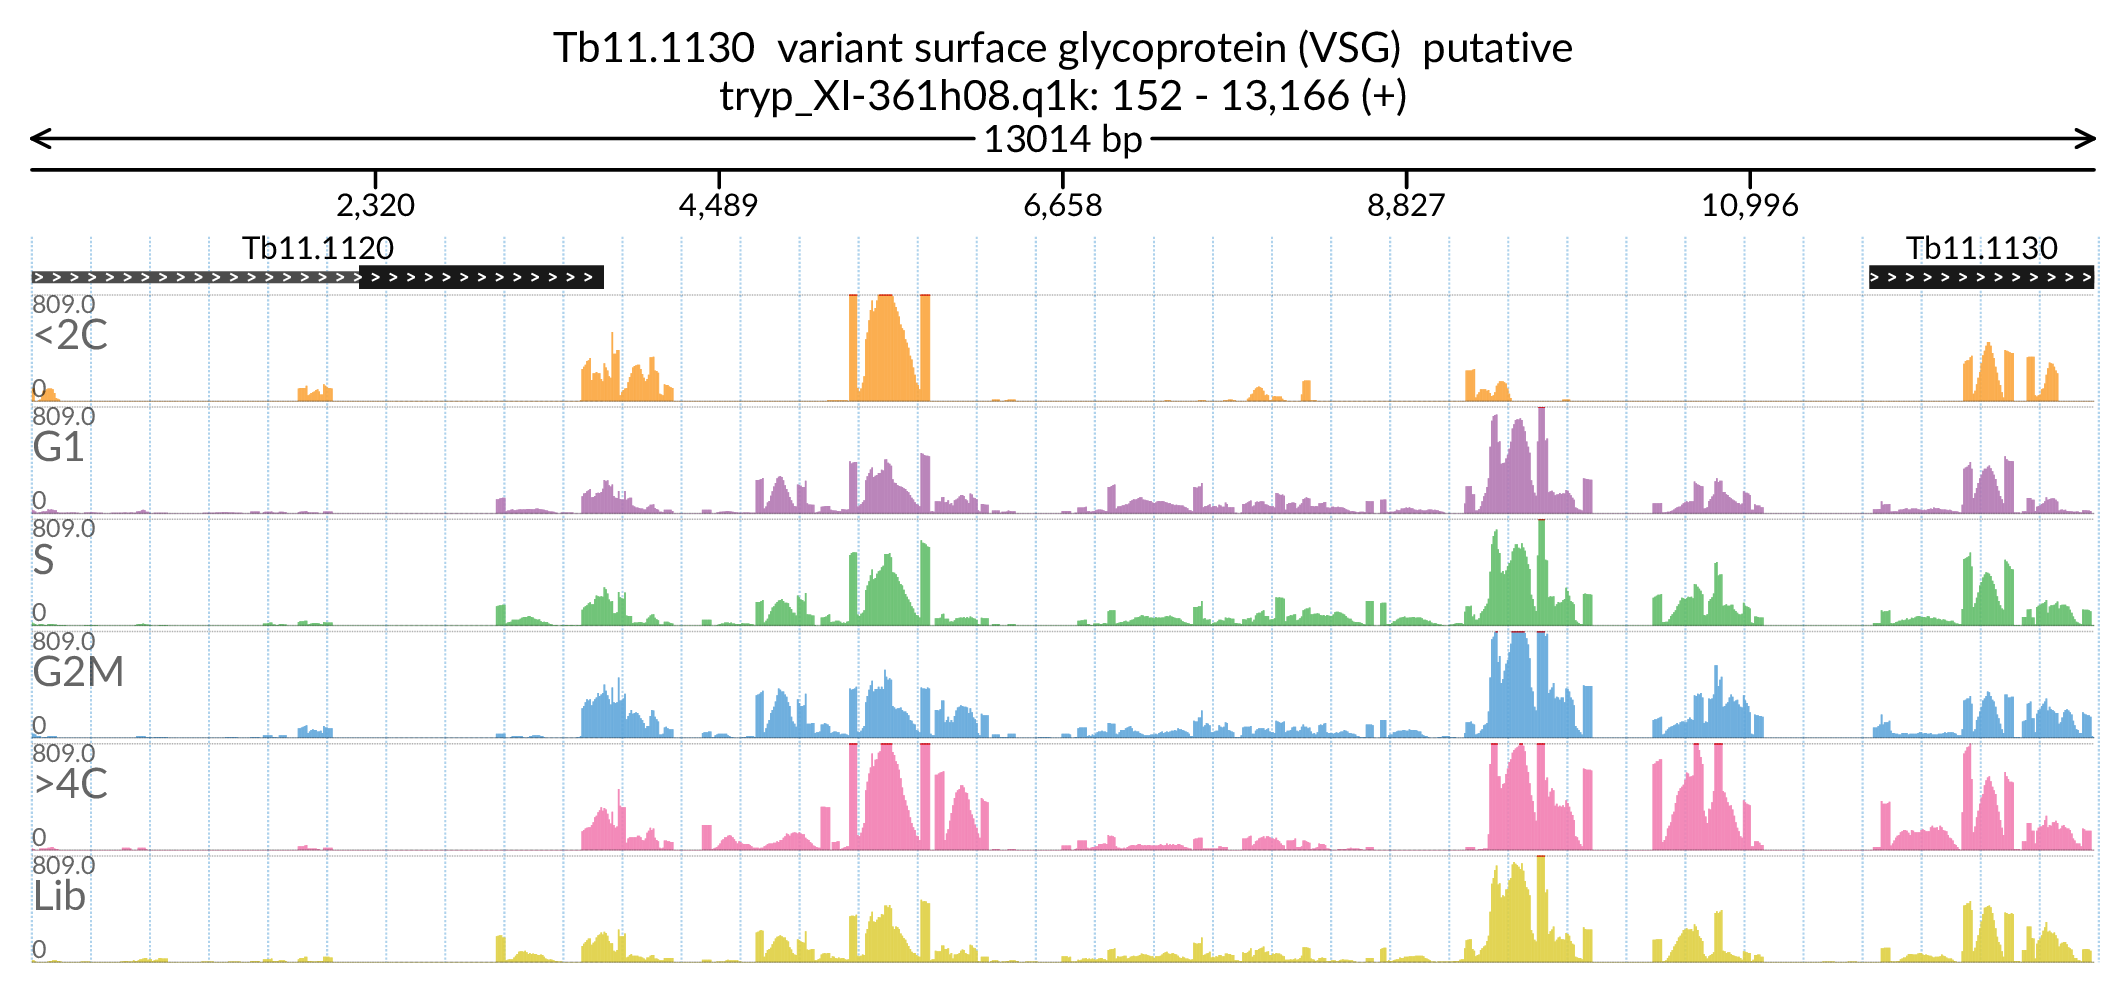 Tb11.1130 variant surface glycoprotein (VSG) putative
tryp_XI-361h08.q1k: 152 - 13,166 (+)
13014 bp
2,320 4,489 6,658 8,827 10,996
Tb11.1120 Tb11.1130
809.0
<2C
0
809.0
G1
0
809.0
S
0
809.0
G2M
0
809.0
>4C
0
809.0
Lib
0